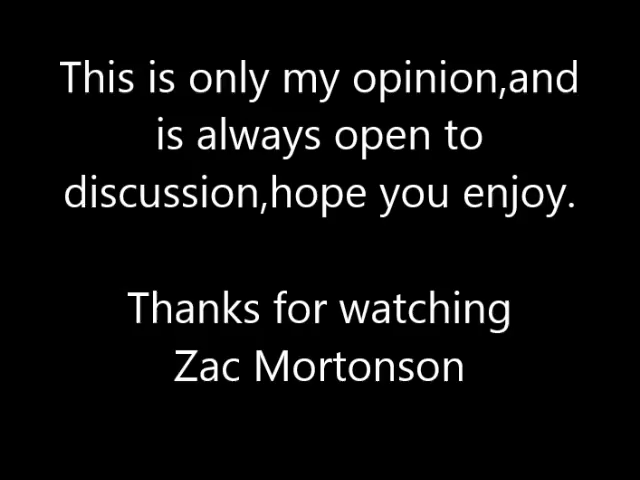 This is only my opinion,and
is always open to
discussion,hope you enjoy.
Thanks for watching
Zac Mortonson